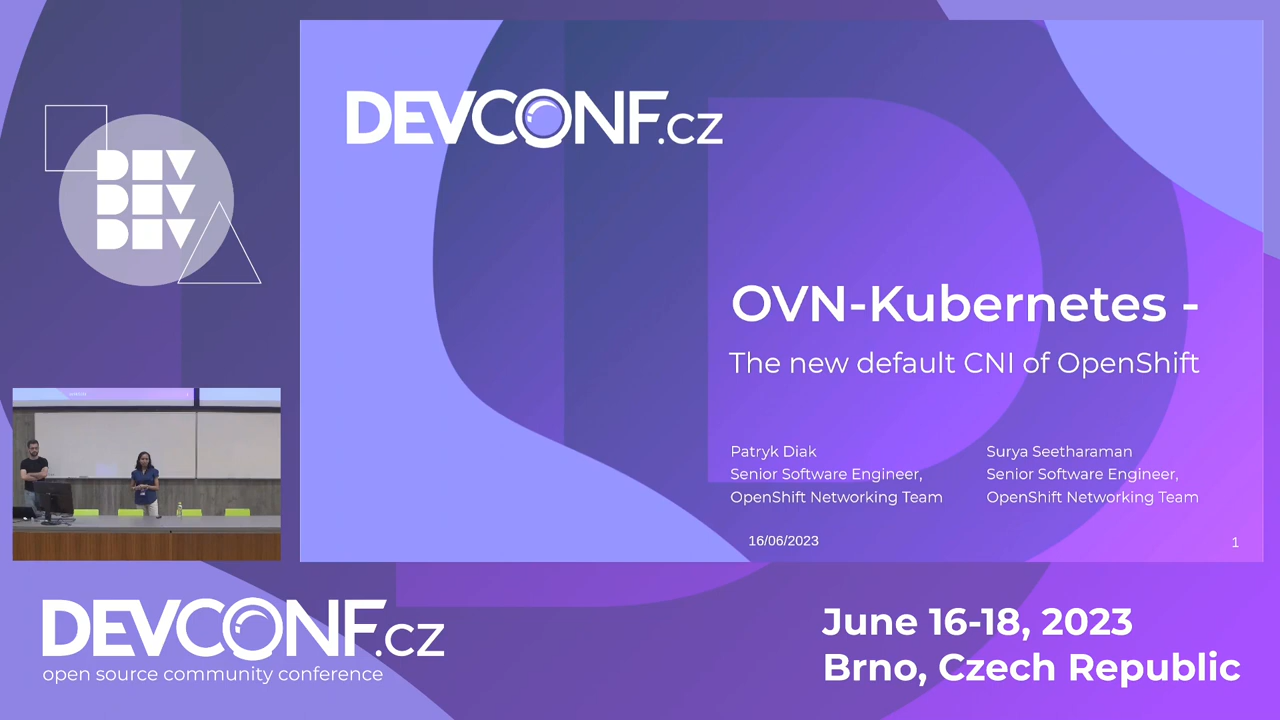 DEVCONF.cz
DEV
DEV
DEV
OVN-Kubernetes -
The new default CNI of OpenShift
Patryk Diak
Senior Software Engineer,
OpenShift Networking Team
Surya Seetharaman
Senior Software Engineer,
OpenShift Networking Team
16/06/2023
1
DEVCONF.cz
open source community conference
June 16-18, 2023
Brno, Czech Republic